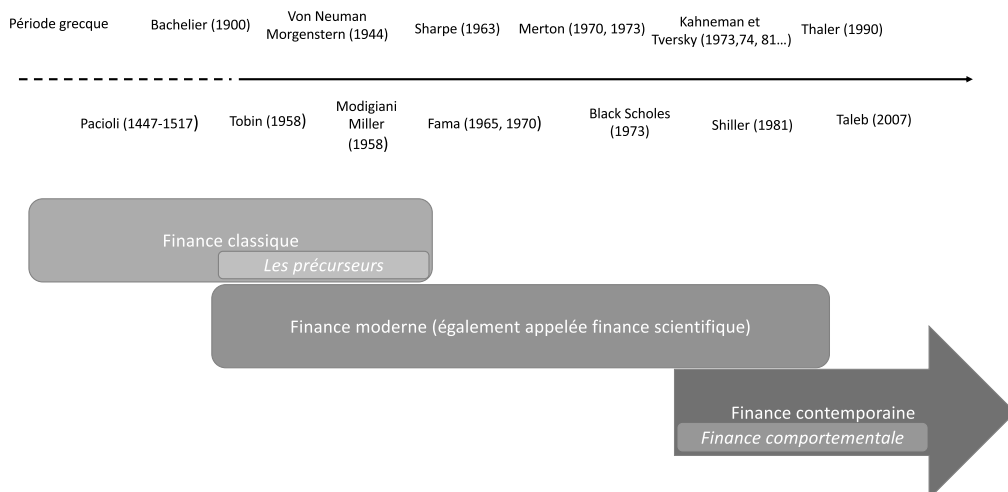 Période grecque
Bachelier (1900)
Von Neuman
Morgenstern (1944)
Sharpe (1963)
Merton (1970, 1973)
Kahneman et
Tversky (1973,74, 81…)
Thaler (1990)
Pacioli (1447-1517)
Tobin (1958)
Modigiani
Miller
(1958)
Fama (1965, 1970)
Black Scholes
(1973)
Shiller (1981)
Taleb (2007)
Finance classique
Les précurseurs
Finance moderne (également appelée finance scientifique)
Finance contemporaine
Finance comportementale